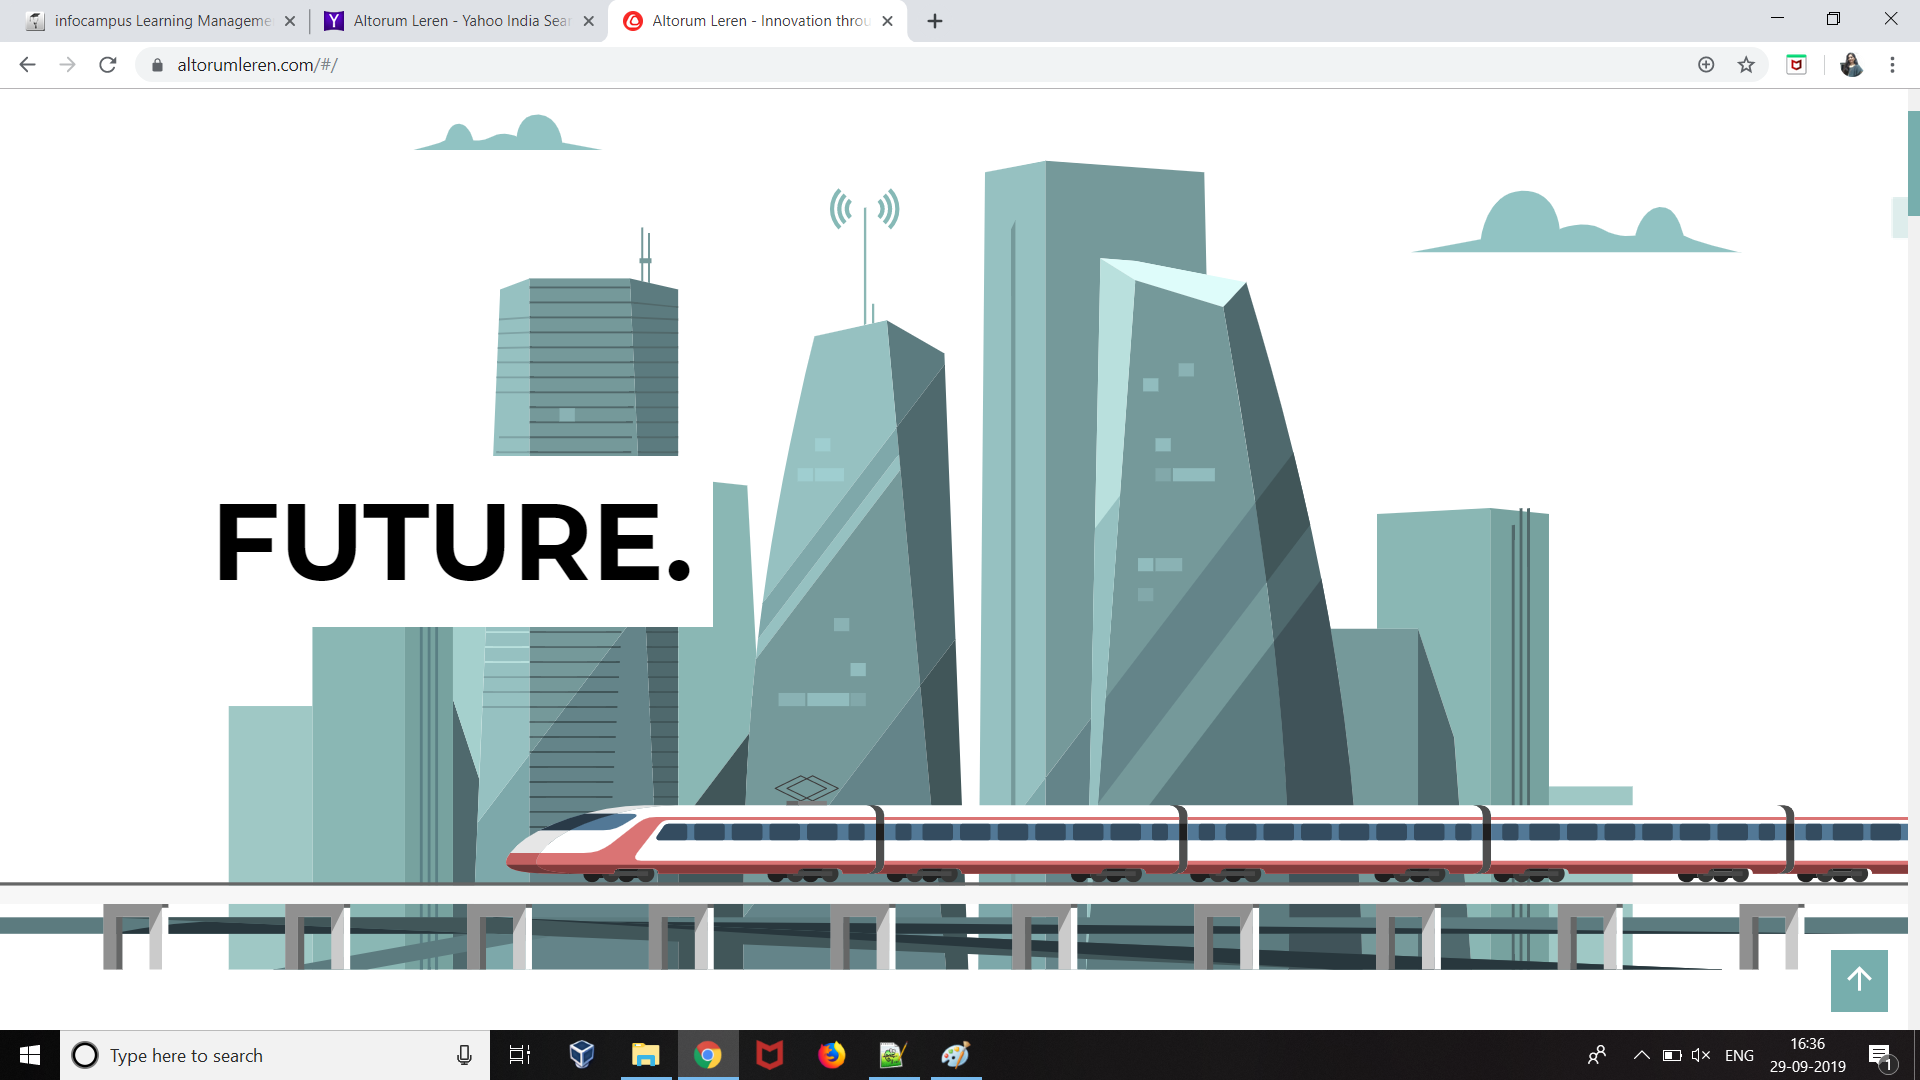 infocampus Learning Manageme
Altorum Leren - Yahoo India Sear
Altorum Leren - Innovation throu
altorumleren.com/#/
FUTURE.
Type here to search
ENG
16:36
29-09-2019
1